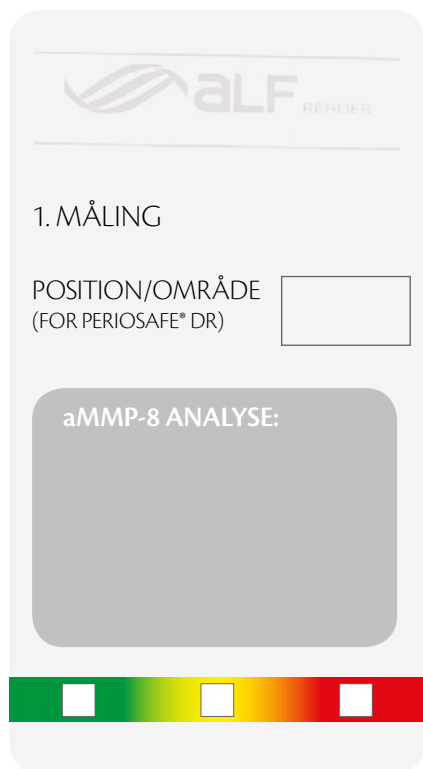 aLF READER
1. MÅLING
POSITION/OMRÅDE
(FOR PERIOSAFE® DR)
aMMP-8 ANALYSE: